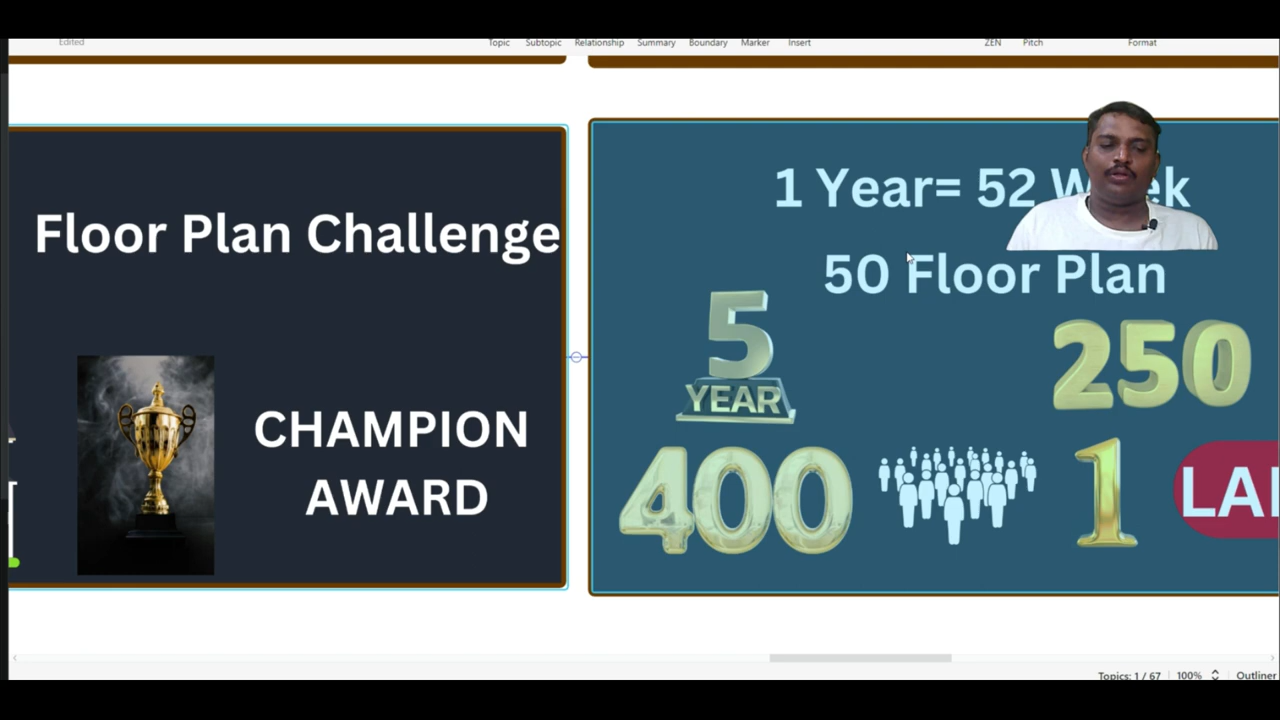 Edited
Topic Subtopic Relationship Summary Boundary Marker Insert ZEN Pitch Format
Floor Plan Challenge
CHAMPION
AWARD
1 Year= 52
50 Floor Plan
5
YEAR
250
400
1
Topics: 1 / 67 100% Outliner